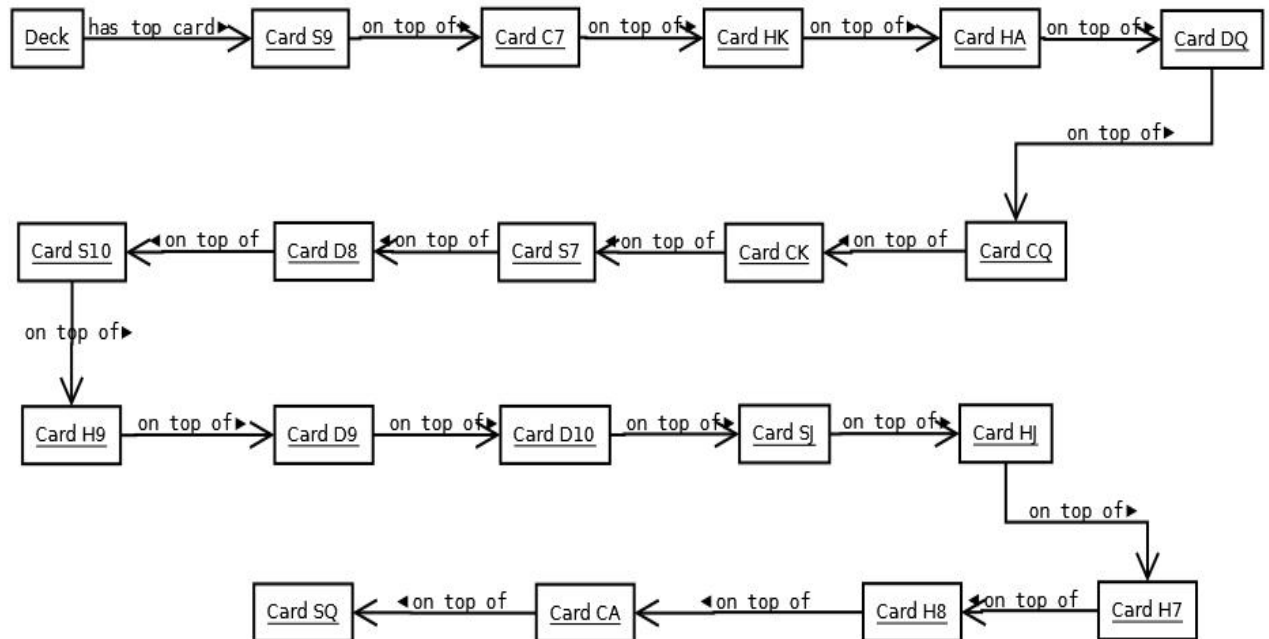 Deck has top card▶ Card S9 on top of▶ Card C7 on top of▶ Card HK on top of▶ Card HA on top of▶ Card DQ
on top of▶
Card S10 ◀on top of Card D8 ◀on top of Card S7 ◀on top of Card CK ◀on top of Card CQ
on top of▶
Card H9 on top of▶ Card D9 on top of▶ Card D10 on top of▶ Card SJ on top of▶ Card HJ
on top of▶
Card SQ ◀on top of Card CA ◀on top of Card H8 ◀on top of Card H7